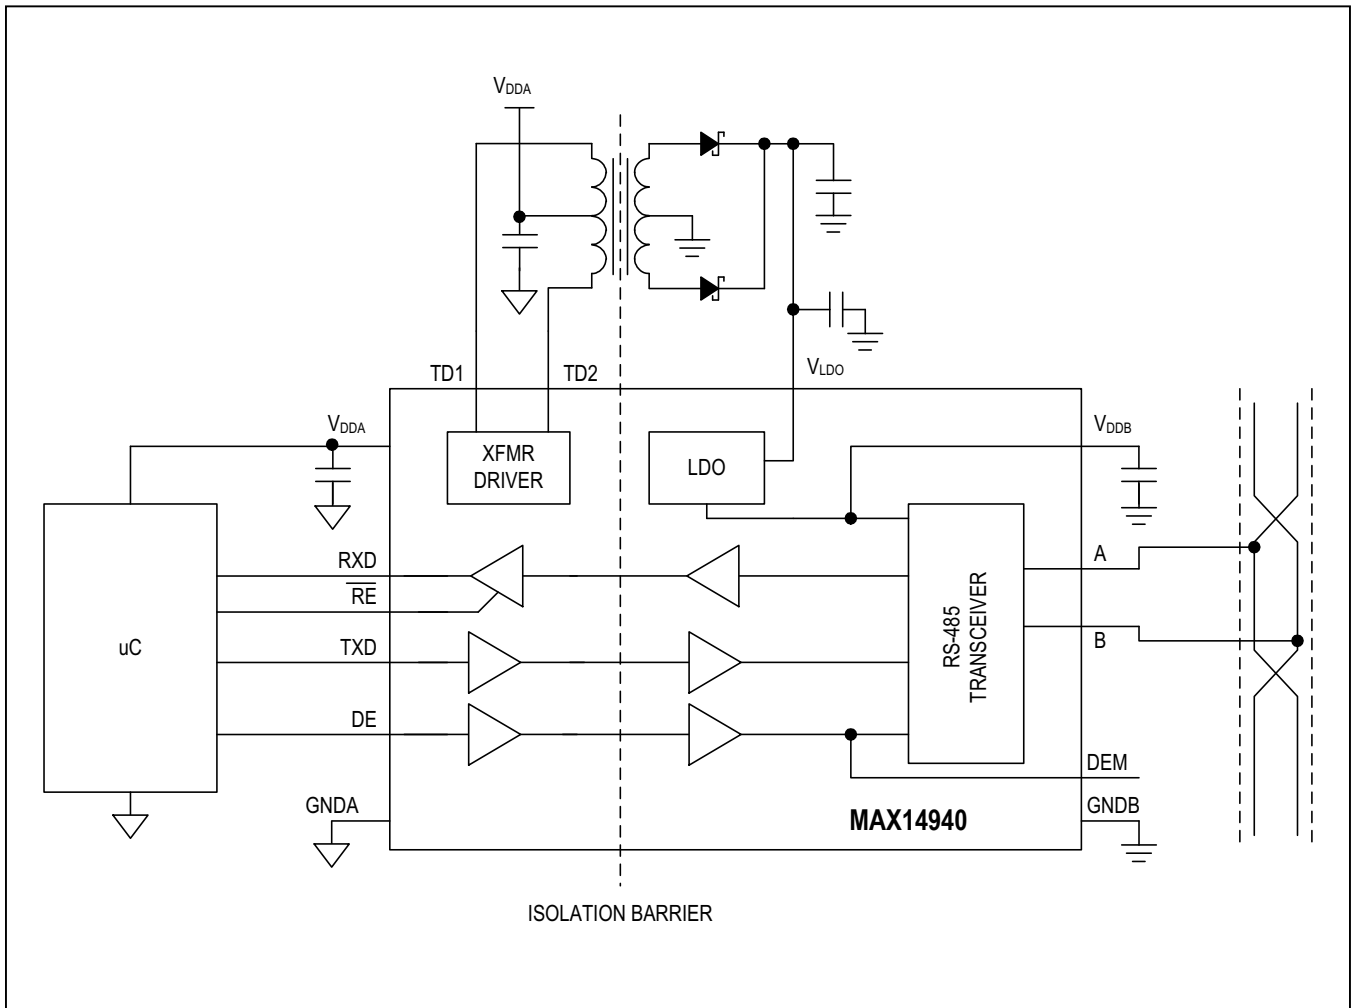 VDDA
TD1
TD2
VLDO
VDDA
VDDB
XFMR
DRIVER
LDO
RXD
RE
TXD
DE
uC
RS-485
TRANSCEIVER
A
B
DEM
GNDA
GNDB
MAX14940
ISOLATION BARRIER